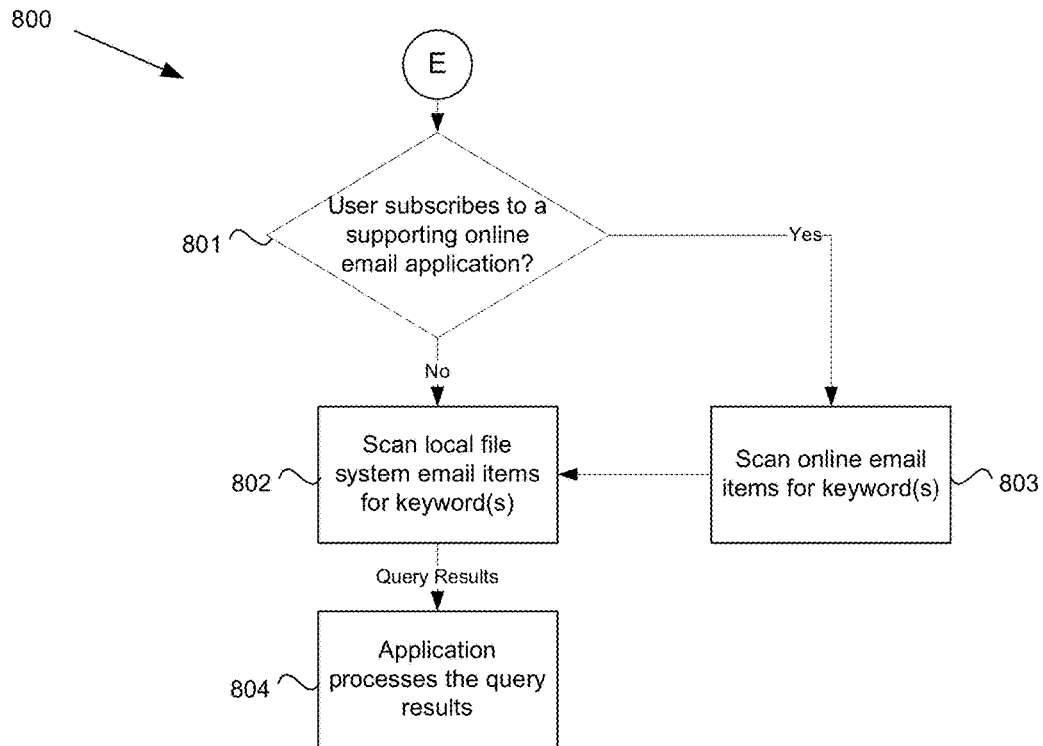 800
E
User subscribes to a
supporting online
email application?
801
Yes
No
Scan local file
system email items
for keyword(s)
802
Scan online email
items for keyword(s)
803
Query Results
Application
processes the query
results
804